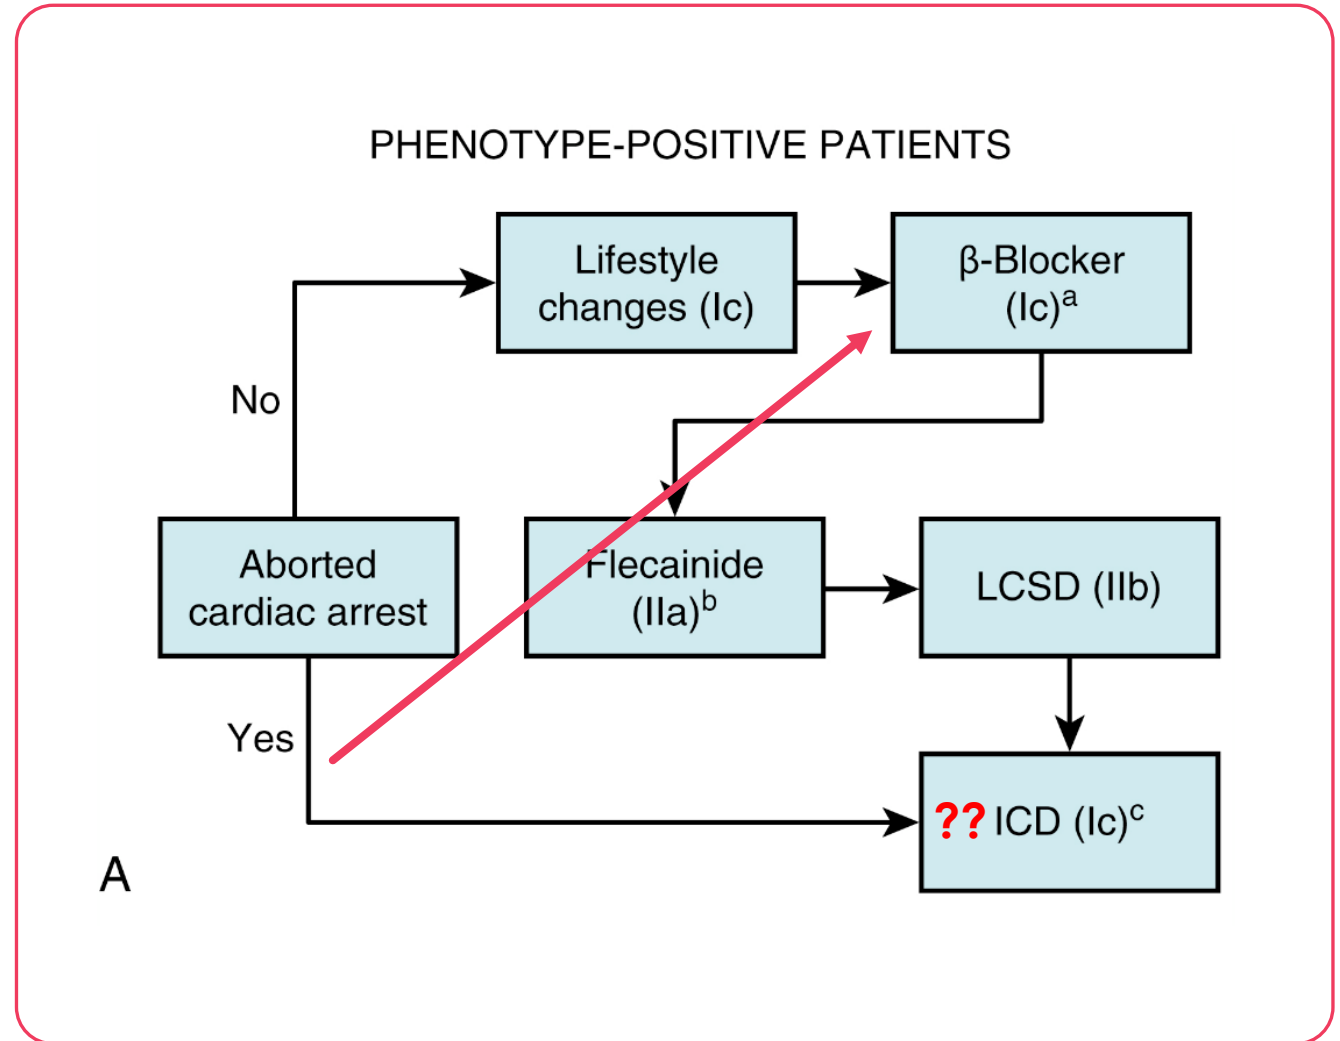 PHENOTYPE-POSITIVE PATIENTS
Lifestyle
changes (Ic)
β-Blocker
(Ic)ª
No
Aborted
cardiac arrest
Flecainide
(IIa)ᵇ
LCSD (IIb)
Yes
?? ICD (Ic)ᶜ
A